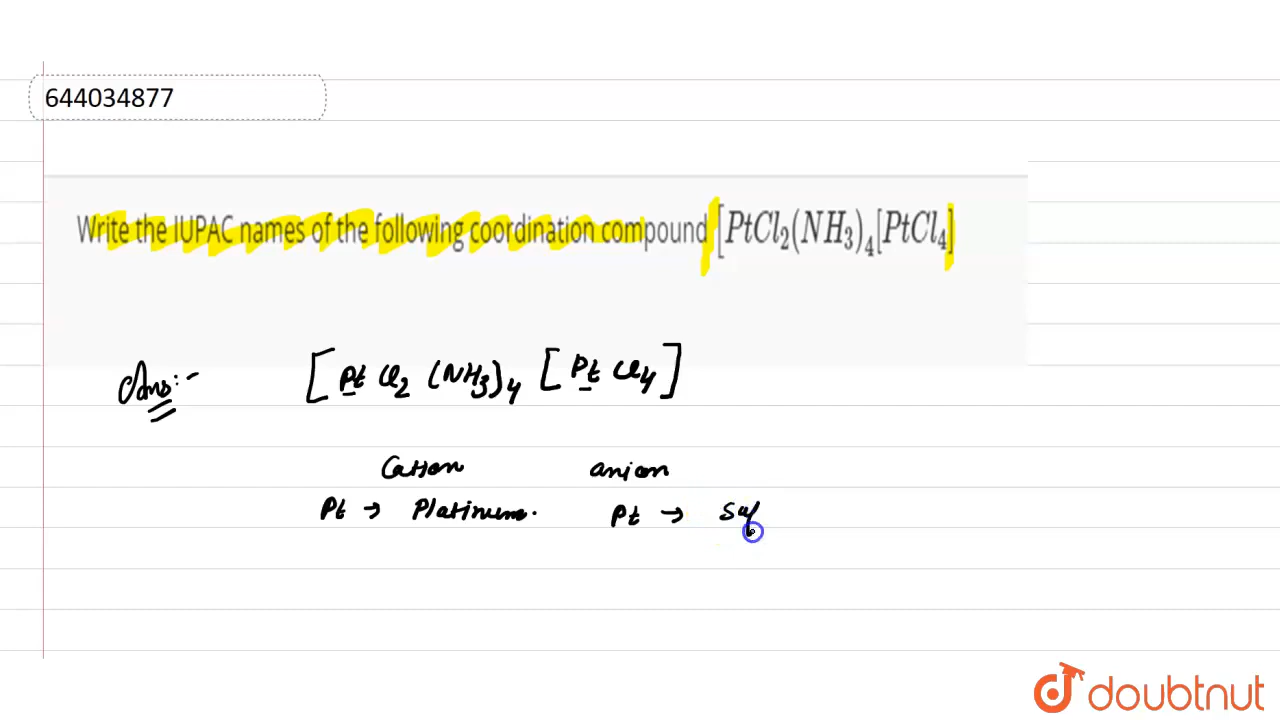 644034877
Write the IUPAC names of the following coordination compound [PtCl₂(NH₃)₄[PtCl₄]
Ans:- [Pt Cl₂ (NH₃)₄ [Pt Cl₄]
Cation anion
Pt → Platinum. Pt → Suf
doubtnut